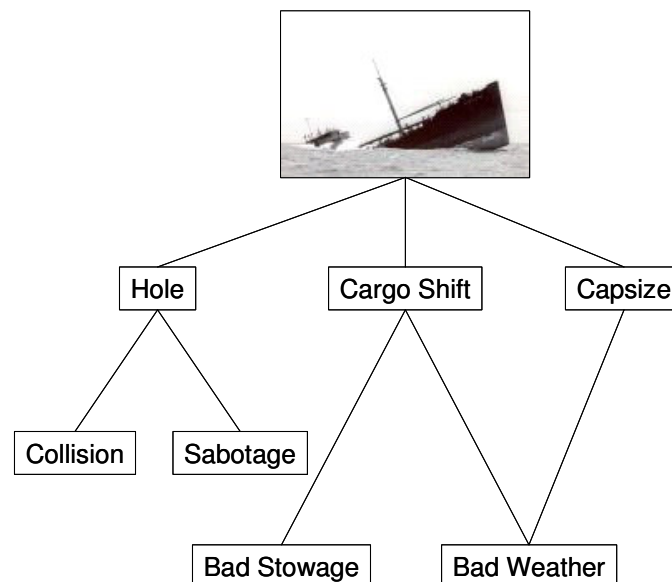 Hole
Cargo Shift
Capsize
Collision
Sabotage
Bad Stowage
Bad Weather